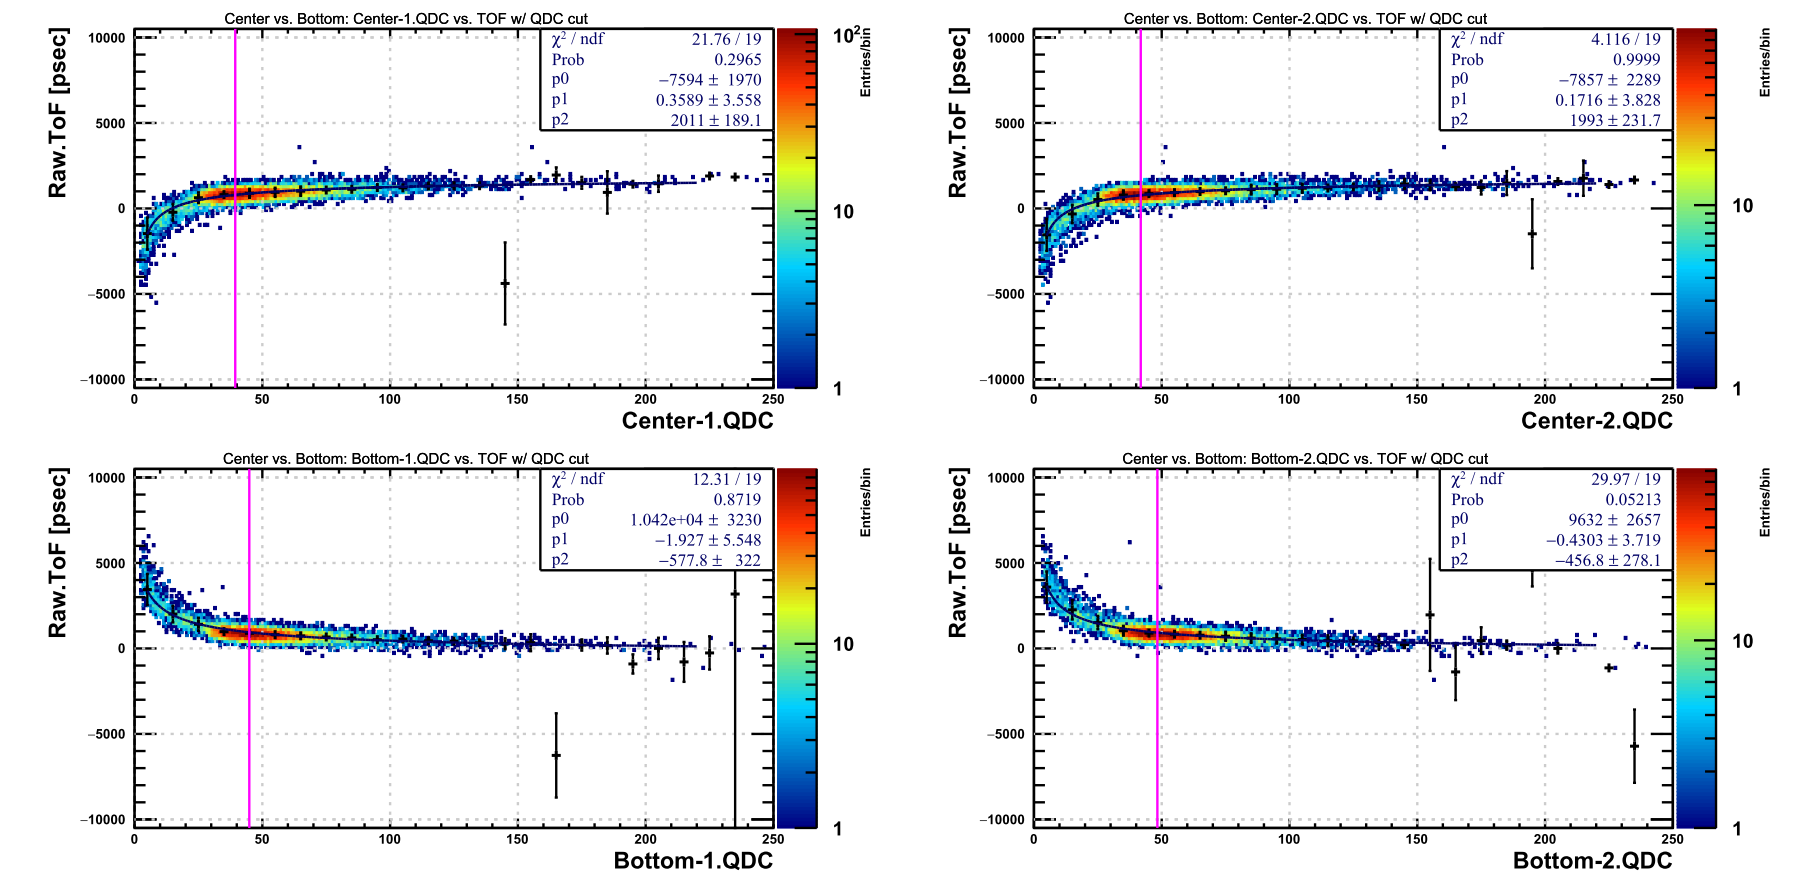 Center vs. Bottom: Center-1.QDC vs. TOF w/ QDC cut
Raw.ToF [psec]
10000
5000
0
−5000
−10000
χ² / ndf 21.76 / 19
Prob 0.2965
p0 −7594 ± 1970
p1 0.3589 ± 3.558
p2 2011 ± 189.1
10²
10
1
Entries/bin
0 50 100 150 200 250
Center-1.QDC
Center vs. Bottom: Center-2.QDC vs. TOF w/ QDC cut
Raw.ToF [psec]
10000
5000
0
−5000
−10000
χ² / ndf 4.116 / 19
Prob 0.9999
p0 −7857 ± 2289
p1 0.1716 ± 3.828
p2 1993 ± 231.7
10
1
Entries/bin
0 50 100 150 200 250
Center-2.QDC
Center vs. Bottom: Bottom-1.QDC vs. TOF w/ QDC cut
Raw.ToF [psec]
10000
5000
0
−5000
−10000
χ² / ndf 12.31 / 19
Prob 0.8719
p0 1.042e+04 ± 3230
p1 −1.927 ± 5.548
p2 −577.8 ± 322
10
1
Entries/bin
0 50 100 150 200 250
Bottom-1.QDC
Center vs. Bottom: Bottom-2.QDC vs. TOF w/ QDC cut
Raw.ToF [psec]
10000
5000
0
−5000
−10000
χ² / ndf 29.97 / 19
Prob 0.05213
p0 9632 ± 2657
p1 −0.4303 ± 3.719
p2 −456.8 ± 278.1
10
1
Entries/bin
0 50 100 150 200 250
Bottom-2.QDC